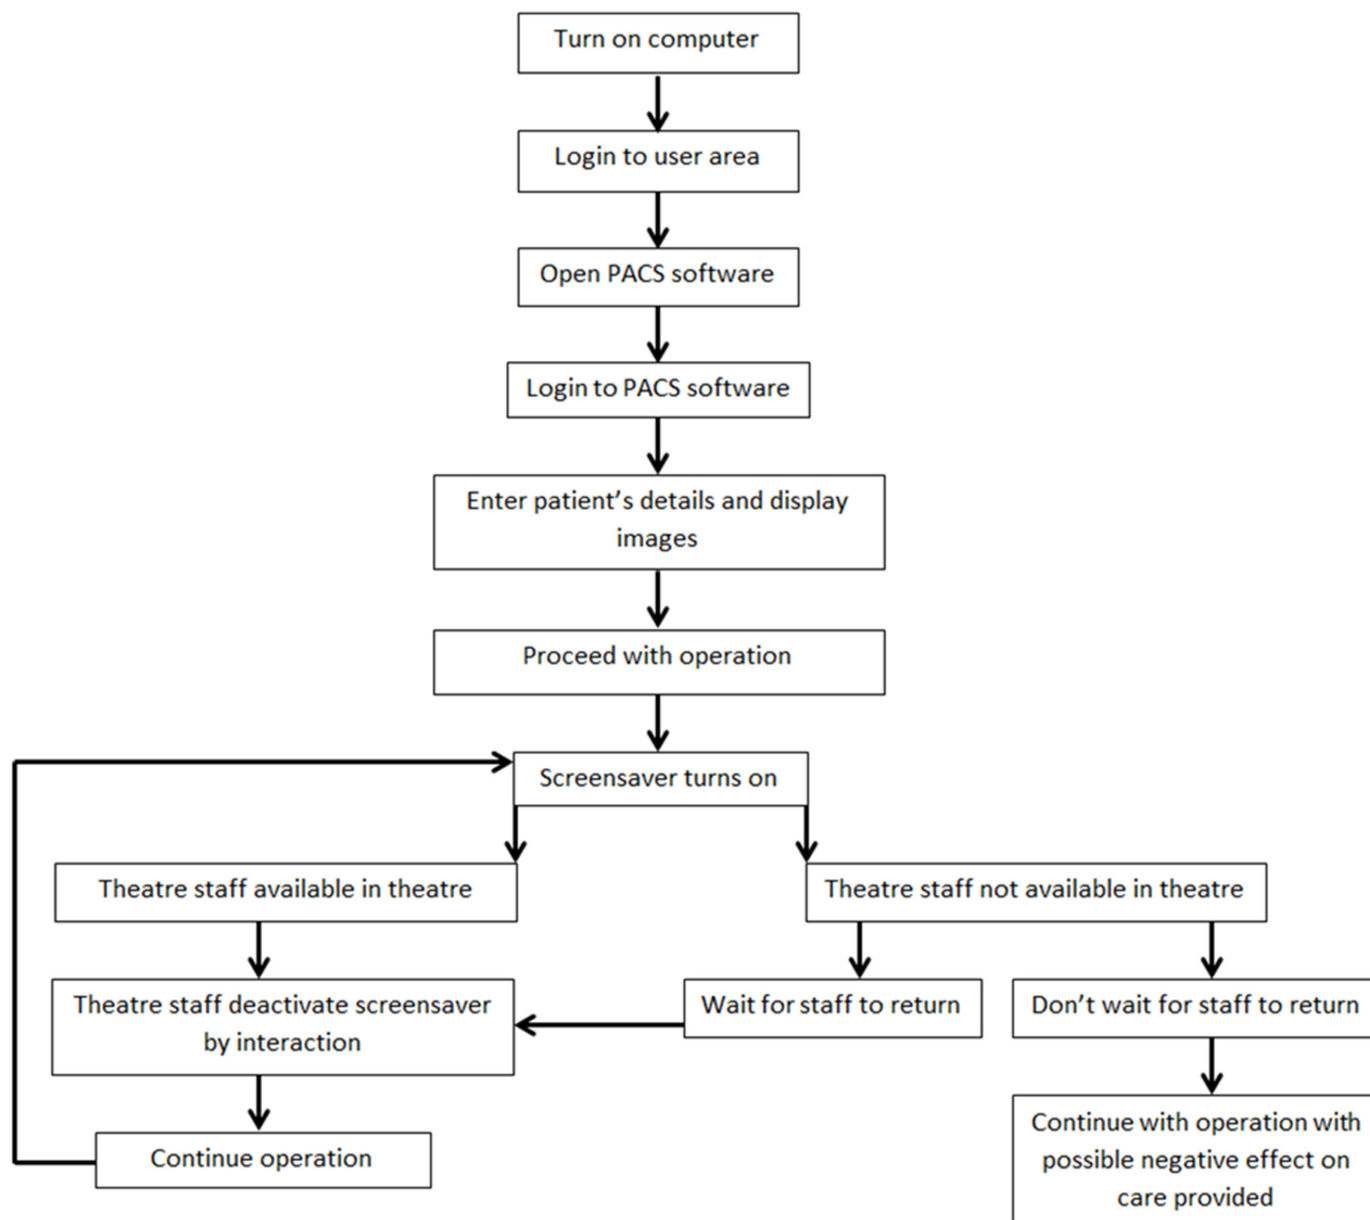 Turn on computer
Login to user area
Open PACS software
Login to PACS software
Enter patient's details and display
images
Proceed with operation
Screensaver turns on
Theatre staff available in theatre
Theatre staff not available in theatre
Theatre staff deactivate screensaver
by interaction
Wait for staff to return
Don't wait for staff to return
Continue operation
Continue with operation with
possible negative effect on
care provided